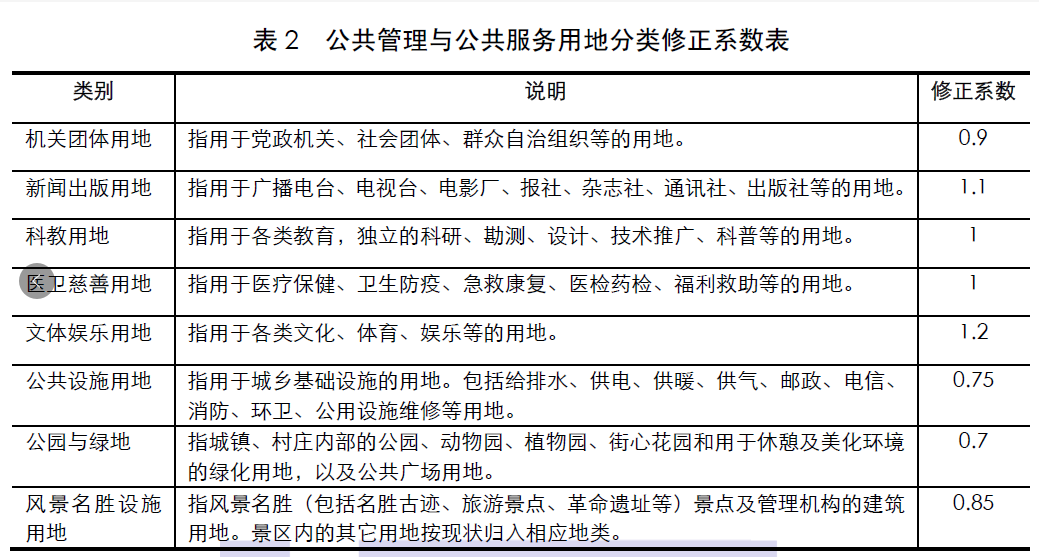 表 2 公共管理与公共服务用地分类修正系数表
类别 说明 修正系数
机关团体用地 指用于党政机关、社会团体、群众自治组织等的用地。 0.9
新闻出版用地 指用于广播电台、电视台、电影厂、报社、杂志社、通讯社、出版社等的用地。 1.1
科教用地 指用于各类教育，独立的科研、勘测、设计、技术推广、科普等的用地。 1
医卫慈善用地 指用于医疗保健、卫生防疫、急救康复、医检药检、福利救助等的用地。 1
文体娱乐用地 指用于各类文化、体育、娱乐等的用地。 1.2
公共设施用地 指用于城乡基础设施的用地。包括给排水、供电、供暖、供气、邮政、电信、 0.75
消防、环卫、公用设施维修等用地。
公园与绿地 指城镇、村庄内部的公园、动物园、植物园、街心花园和用于休憩及美化环境 0.7
的绿化用地，以及公共广场用地。
风景名胜设施 指风景名胜（包括名胜古迹、旅游景点、革命遗址等）景点及管理机构的建筑 0.85
用地 用地。景区内的其它用地按现状归入相应地类。